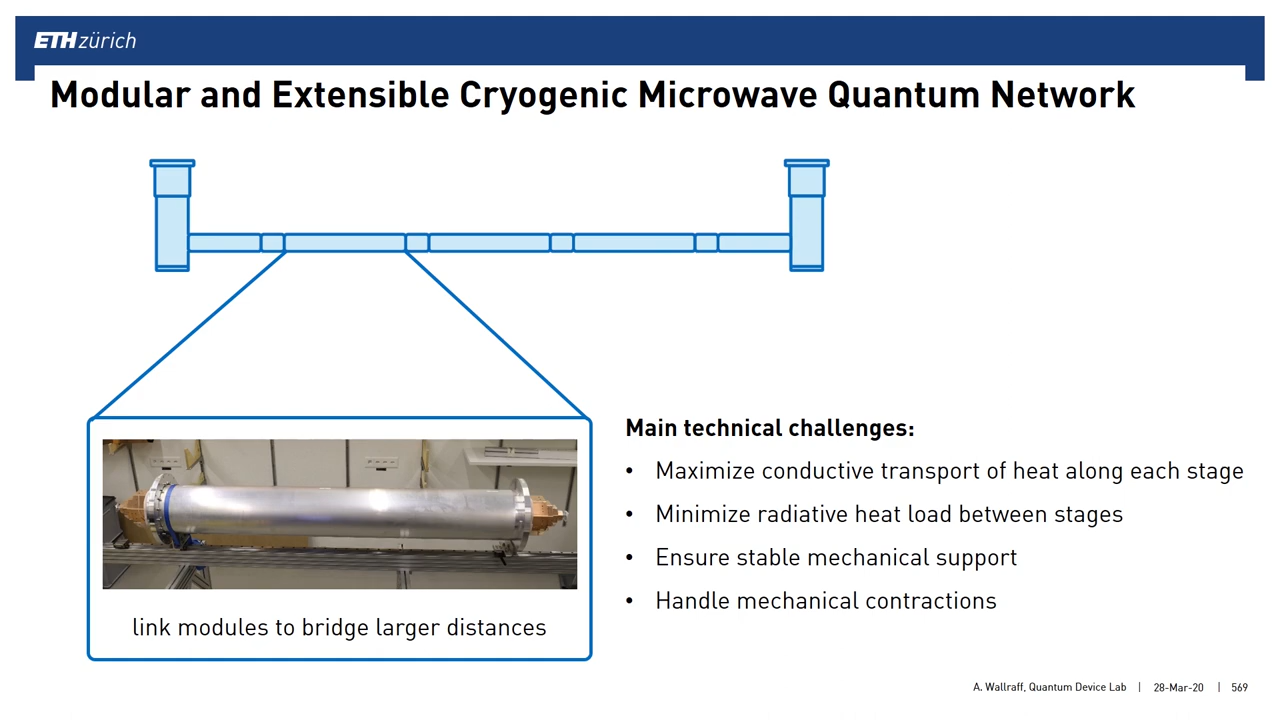 ETH zürich
Modular and Extensible Cryogenic Microwave Quantum Network
Main technical challenges:
• Maximize conductive transport of heat along each stage
• Minimize radiative heat load between stages
• Ensure stable mechanical support
• Handle mechanical contractions
link modules to bridge larger distances
A. Wallraff, Quantum Device Lab | 28-Mar-20 | 569